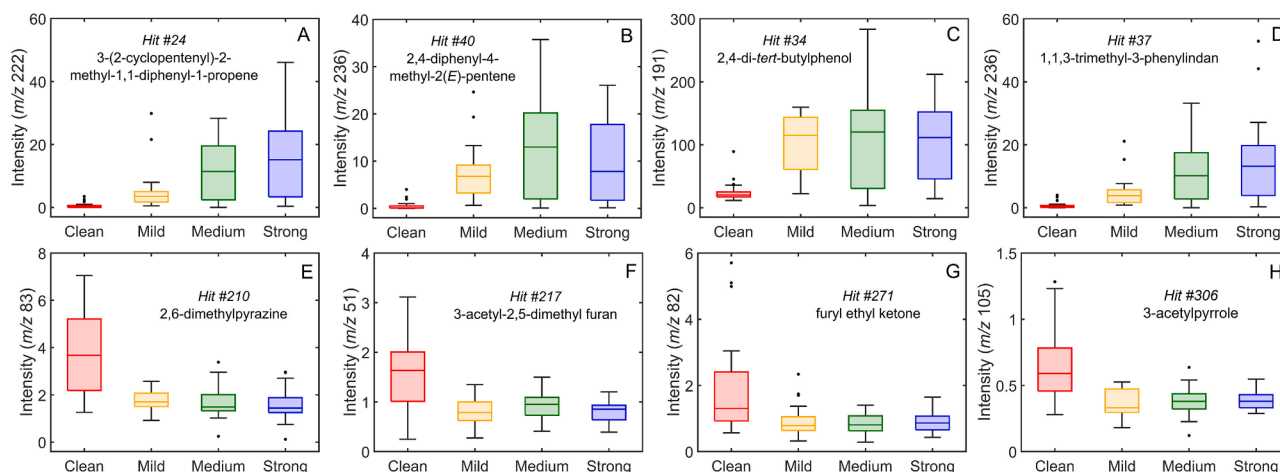 A
Hit #24
3-(2-cyclopentenyl)-2-
methyl-1,1-diphenyl-1-propene
Intensity (m/z 222)
60
40
20
0
Clean Mild Medium Strong
B
Hit #40
2,4-diphenyl-4-
methyl-2(E)-pentene
Intensity (m/z 236)
40
30
20
10
0
Clean Mild Medium Strong
C
Hit #34
2,4-di-tert-butylphenol
Intensity (m/z 191)
300
200
100
0
Clean Mild Medium Strong
D
Hit #37
1,1,3-trimethyl-3-phenylindan
Intensity (m/z 236)
60
40
20
0
Clean Mild Medium Strong
E
Hit #210
2,6-dimethylpyrazine
Intensity (m/z 83)
8
6
4
2
0
Clean Mild Medium Strong
F
Hit #217
3-acetyl-2,5-dimethyl furan
Intensity (m/z 51)
4
3
2
1
0
Clean Mild Medium Strong
G
Hit #271
furyl ethyl ketone
Intensity (m/z 82)
6
4
2
0
Clean Mild Medium Strong
H
Hit #306
3-acetylpyrrole
Intensity (m/z 105)
1.5
1
0.5
0
Clean Mild Medium Strong